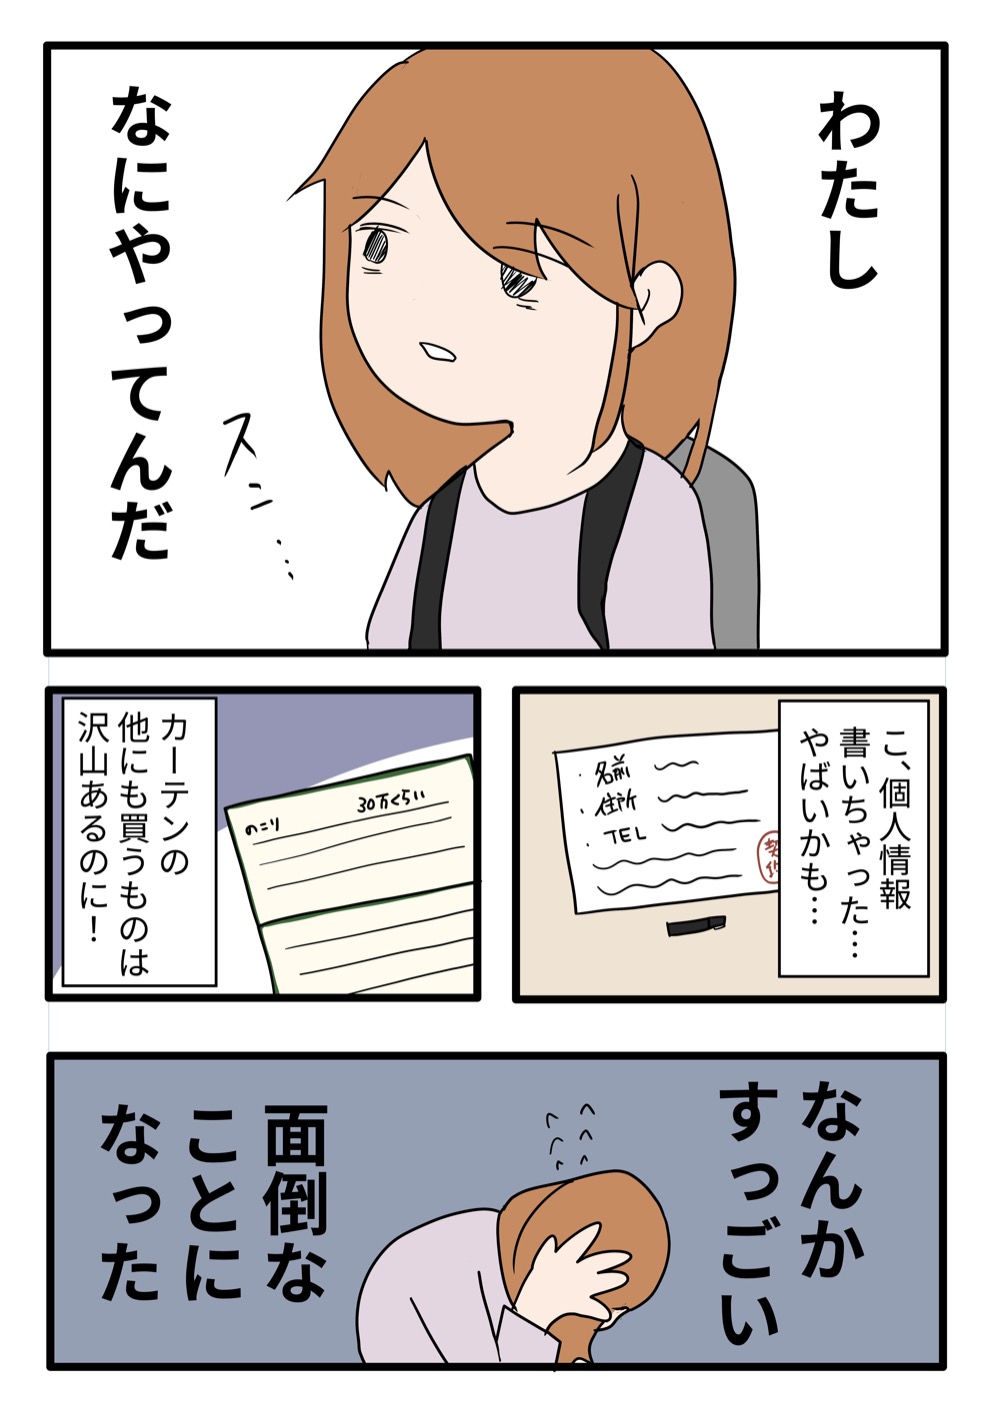 わたし
なにやってんだ
スン…
こ、個人情報
書いちゃった…
やばいかも…
・名前
・住所
・TEL
カーテンの
他にも買うものは
沢山あるのに！
のこり
30万くらい
なんか
すっごい
面倒な
ことに
なった